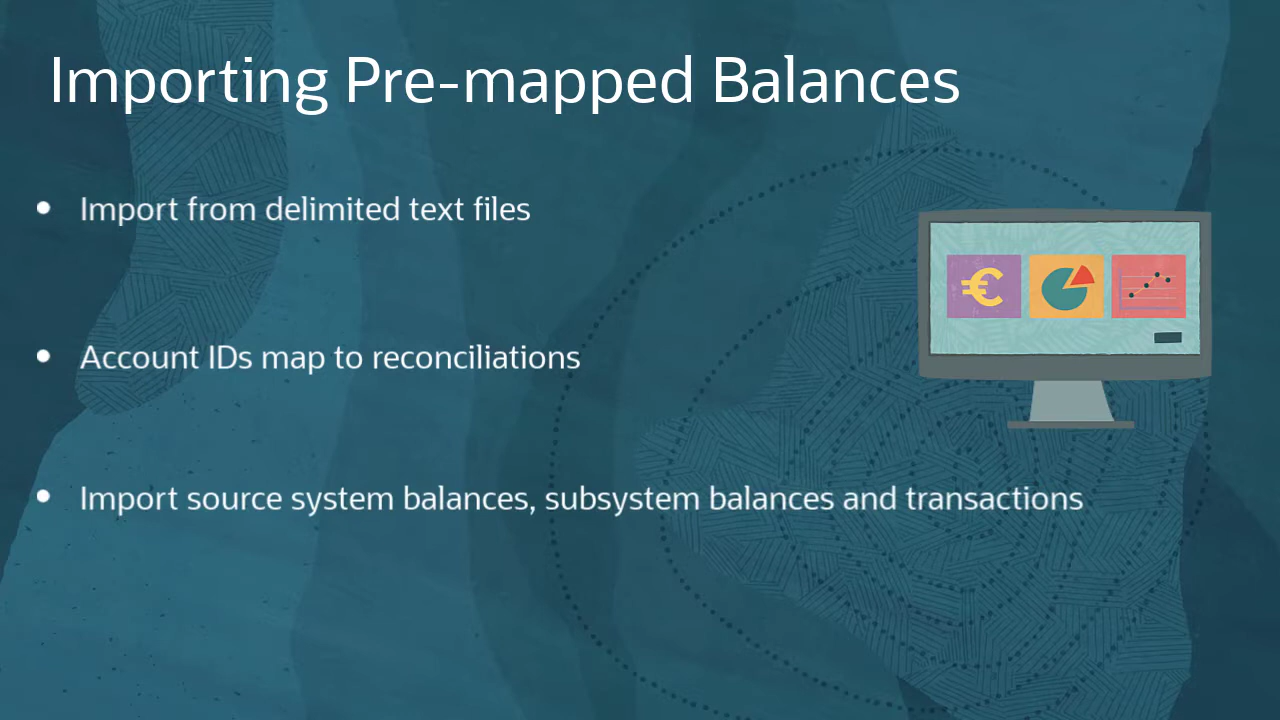 Importing Pre-mapped Balances
• Import from delimited text files
• Account IDs map to reconciliations
• Import source system balances, subsystem balances and transactions